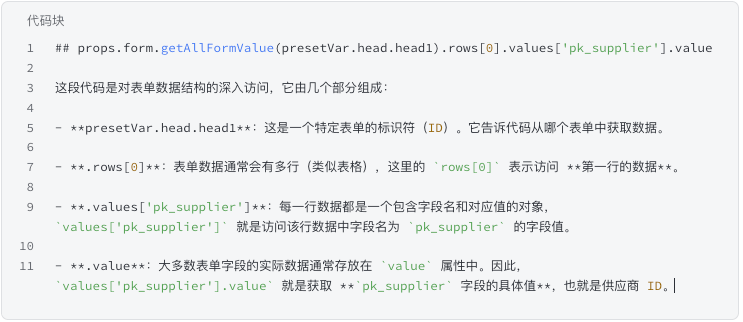 代码块
1 ## props.form.getAllFormValue(presetVar.head.head1).rows[0].values['pk_supplier'].value
2
3 这段代码是对表单数据结构的深入访问，它由几个部分组成：
4
5 - **presetVar.head.head1**: 这是一个特定表单的标识符（ID）。它告诉代码从哪个表单中获取数据。
6
7 - **.rows[0]**: 表单数据通常会有多行（类似表格），这里的 `rows[0]` 表示访问 **第一行的数据**。
8
9 - **.values['pk_supplier']**: 每一行数据都是一个包含字段名和对应值的对象，
`values['pk_supplier']` 就是访问该行数据中字段名为 `pk_supplier` 的字段值。
10
11 - **.value**: 大多数表单字段的实际数据通常存放在 `value` 属性中。因此，
`values['pk_supplier'].value` 就是获取 **`pk_supplier` 字段的具体值**，也就是供应商 ID。